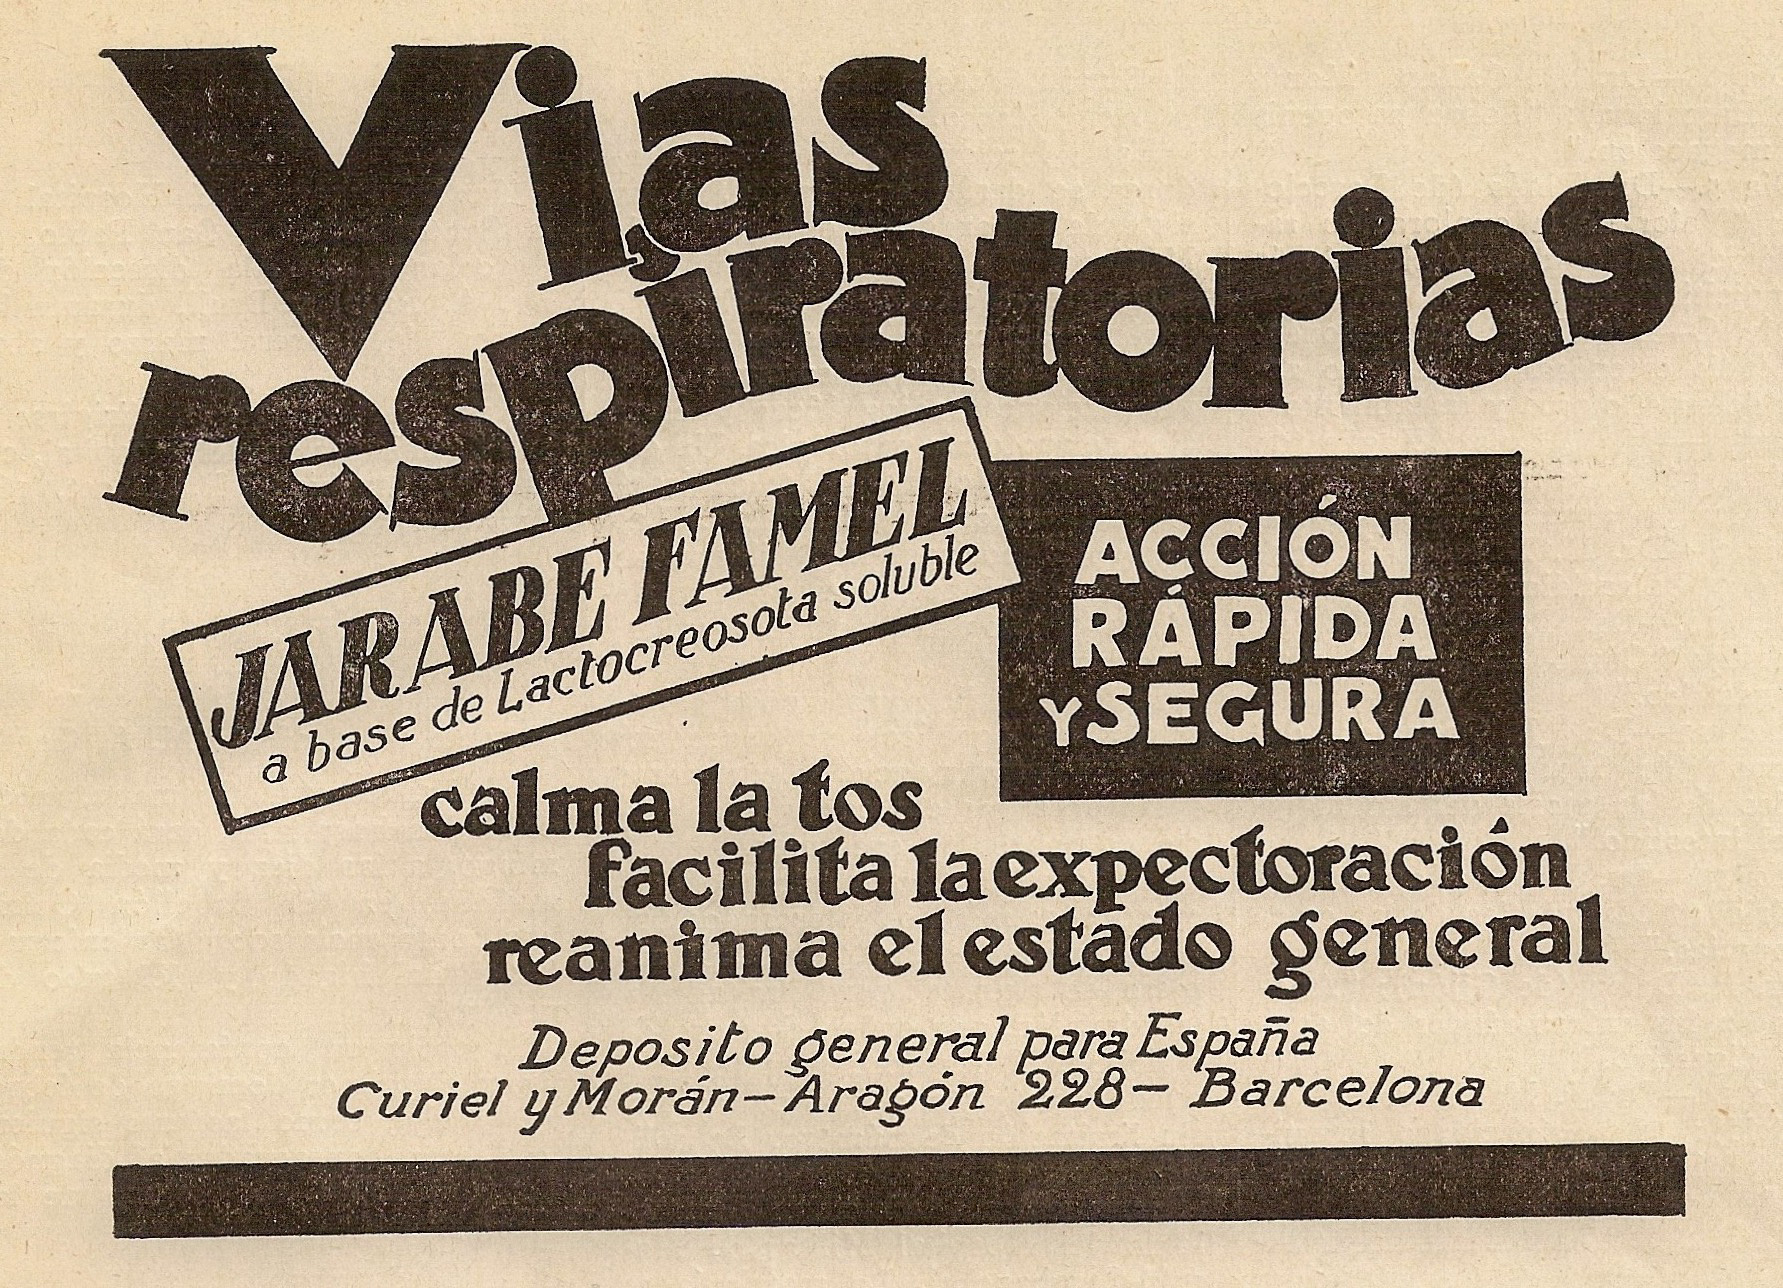 Vias
respiratorias
JARABE FAMEL
a base de Lactocreosota soluble
ACCIÓN
RÁPIDA
Y SEGURA
calma la tos
facilita la expectoración
reanima el estado general
Deposito general para España
Curiel y Morán - Aragón 228 - Barcelona